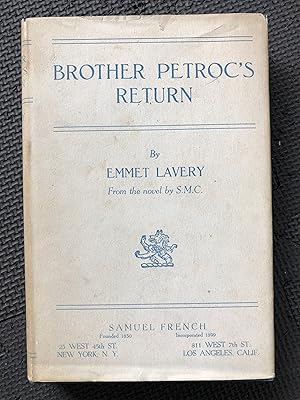 BROTHER PETROC'S
RETURN
By
EMMET LAVERY
From the novel by S.M.C.
SAMUEL FRENCH
Founded 1830 Incorporated 1899
25 WEST 45th ST. 811 WEST 7th ST.
NEW YORK, N. Y. LOS ANGELES, CALIF.